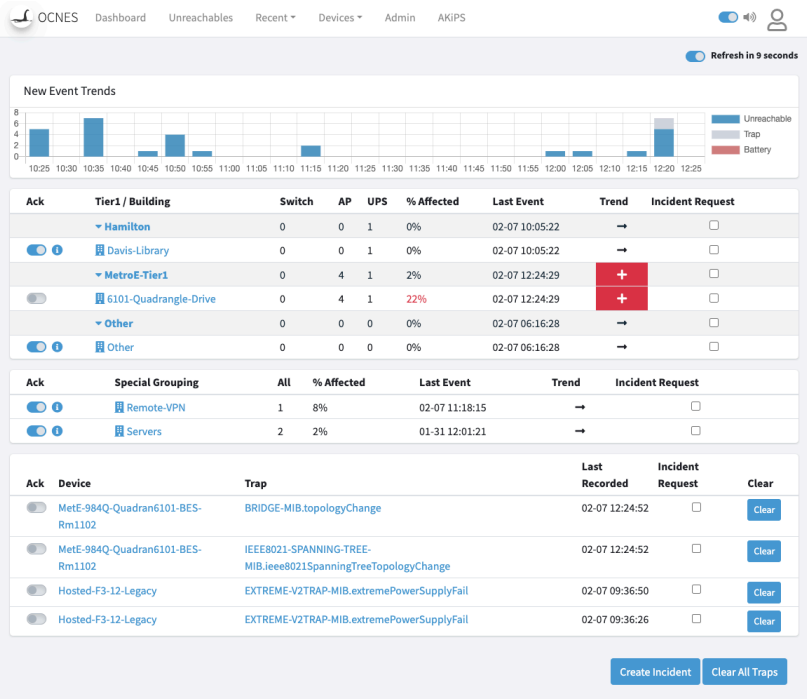 OCNES Dashboard Unreachables Recent Devices Admin AKiPS
Refresh in 9 seconds
New Event Trends
8
6
4
2
0
Unreachable
Trap
Battery
10:25 10:30 10:35 10:40 10:45 10:50 10:55 11:00 11:05 11:10 11:15 11:20 11:25 11:30 11:35 11:40 11:45 11:50 11:55 12:00 12:05 12:10 12:15 12:20 12:25
Ack Tier1 / Building Switch AP UPS % Affected Last Event Trend Incident Request
Hamilton 0 0 1 0% 02-07 10:05:22
Davis-Library 0 0 1 0% 02-07 10:05:22
MetroE-Tier1 0 4 1 2% 02-07 12:24:29 +
6101-Quadrangle-Drive 0 4 1 22% 02-07 12:24:29 +
Other 0 0 0 0% 02-07 06:16:28
Other 0 0 0 0% 02-07 06:16:28
Ack Special Grouping All % Affected Last Event Trend Incident Request
Remote-VPN 1 8% 02-07 11:18:15
Servers 2 2% 01-31 12:01:21
Ack Device Trap Last Recorded Incident Request Clear
MetE-984Q-Quadran6101-BES- BRIDGE-MIB.topologyChange 02-07 12:24:52 Clear
Rm1102
MetE-984Q-Quadran6101-BES- IEEE8021-SPANNING-TREE- 02-07 12:24:52 Clear
Rm1102 MIB.ieee8021SpanningTreeTopologyChange
Hosted-F3-12-Legacy EXTREME-V2TRAP-MIB.extremePowerSupplyFail 02-07 09:36:50 Clear
Hosted-F3-12-Legacy EXTREME-V2TRAP-MIB.extremePowerSupplyFail 02-07 09:36:26 Clear
Create Incident Clear All Traps